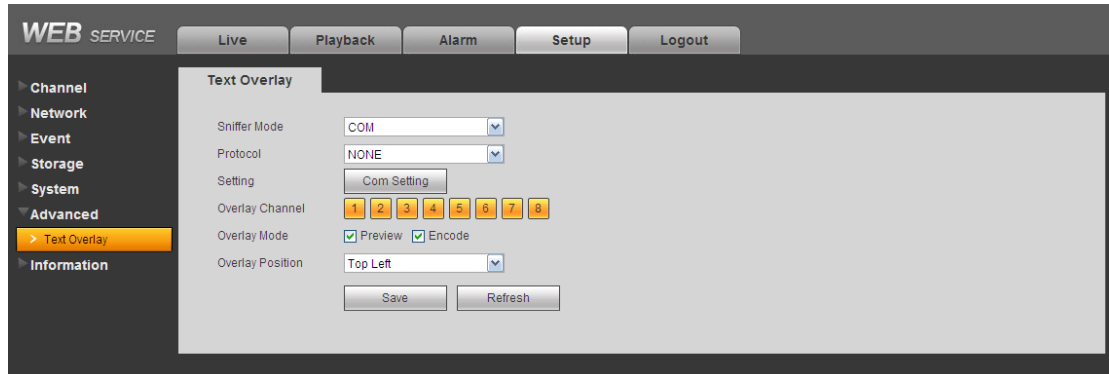 WEB SERVICE
Live Playback Alarm Setup Logout
Channel
Network
Event
Storage
System
Advanced
> Text Overlay
Information
Text Overlay
Sniffer Mode COM
Protocol NONE
Setting Com Setting
Overlay Channel 1 2 3 4 5 6 7 8
Overlay Mode Preview Encode
Overlay Position Top Left
Save Refresh